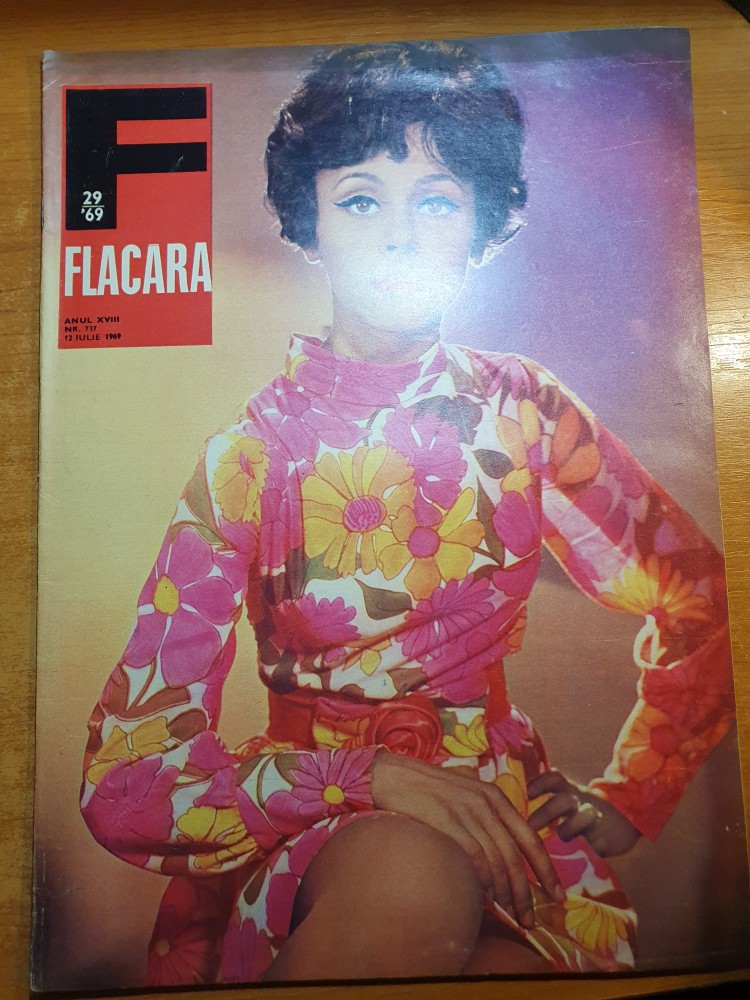 F
29
'69
FLACARA
ANUL XVIII
NR. 737
12 IULIE 1969